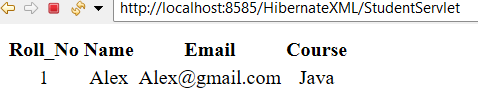 http://localhost:8585/HibernateXML/StudentServlet
Roll_No Name Email Course
1 Alex Alex@gmail.com Java